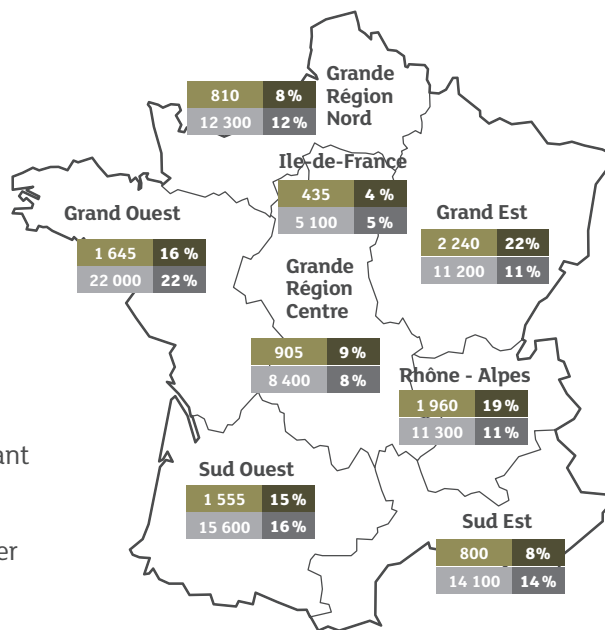 Grande
Région
Nord
810 8%
12 300 12%
Ile-de-France
435 4 %
5 100 5%
Grand Ouest
1 645 16 %
22 000 22%
Grand Est
2 240 22%
11 200 11%
Grande
Région
Centre
905 9%
8 400 8%
Rhône - Alpes
1 960 19%
11 300 11%
ant
Sud Ouest
1 555 15%
15 600 16%
er
Sud Est
800 8%
14 100 14%